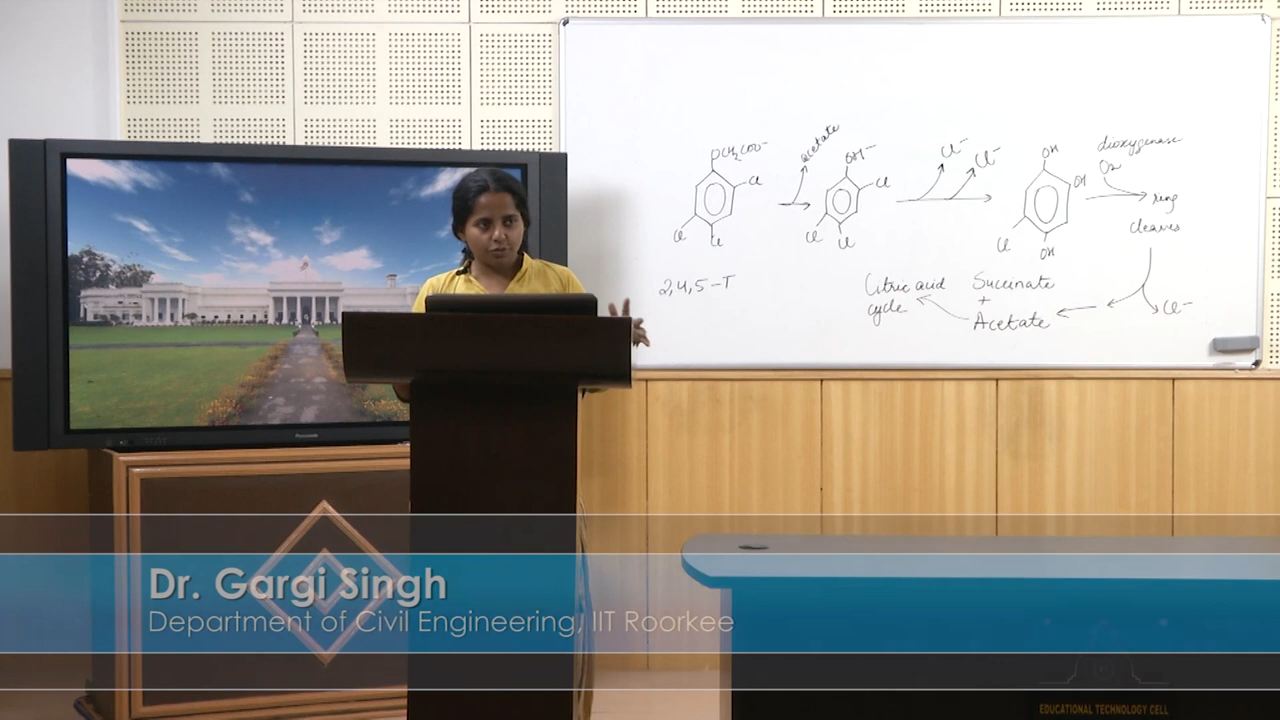 OCH2COO-
Cl
Cl
Cl
2,4,5-T
acetate
OH-
Cl
Cl
Cl
Cl-
Cl-
OH
OH
Cl
OH
dioxygenase
O2
ring
cleaves
Cl-
Succinate
+
Acetate
Citric acid
cycle
Panasonic
Dr. Gargi Singh
Department of Civil Engineering, IIT Roorkee
EDUCATIONAL TECHNOLOGY CELL